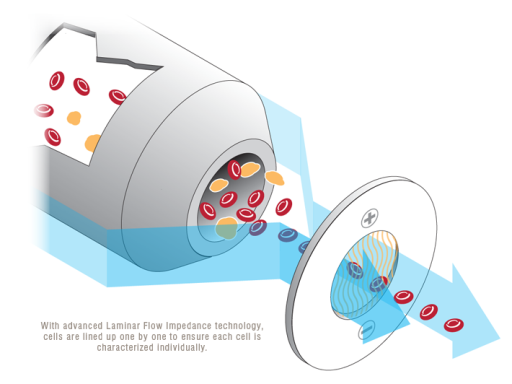 +
−
With advanced Laminar Flow Impedance technology,
cells are lined up one by one to ensure each cell is
characterized individually.